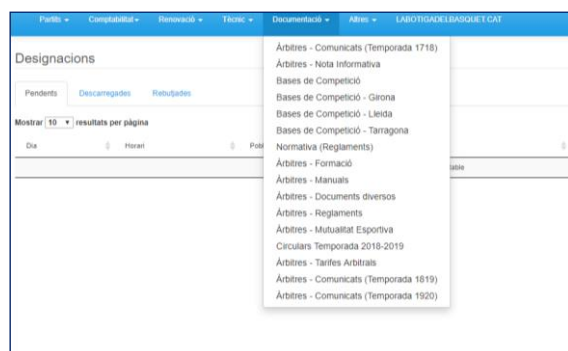 Partits Comptabilitat Renovació Tècnic Documentació Altres LABOTIGADELBASQUET.CAT
Designacions
Pendents Descarregades Rebutjades
Mostrar 10 resultats per pàgina
Dia Horari Pobl
lable
Àrbitres - Comunicats (Temporada 1718)
Àrbitres - Nota Informativa
Bases de Competició
Bases de Competició - Girona
Bases de Competició - Lleida
Bases de Competició - Tarragona
Normativa (Reglaments)
Àrbitres - Formació
Àrbitres - Manuals
Àrbitres - Documents diversos
Àrbitres - Reglaments
Àrbitres - Mutualitat Esportiva
Circulars Temporada 2018-2019
Àrbitres - Tarifes Arbitrals
Àrbitres - Comunicats (Temporada 1819)
Àrbitres - Comunicats (Temporada 1920)